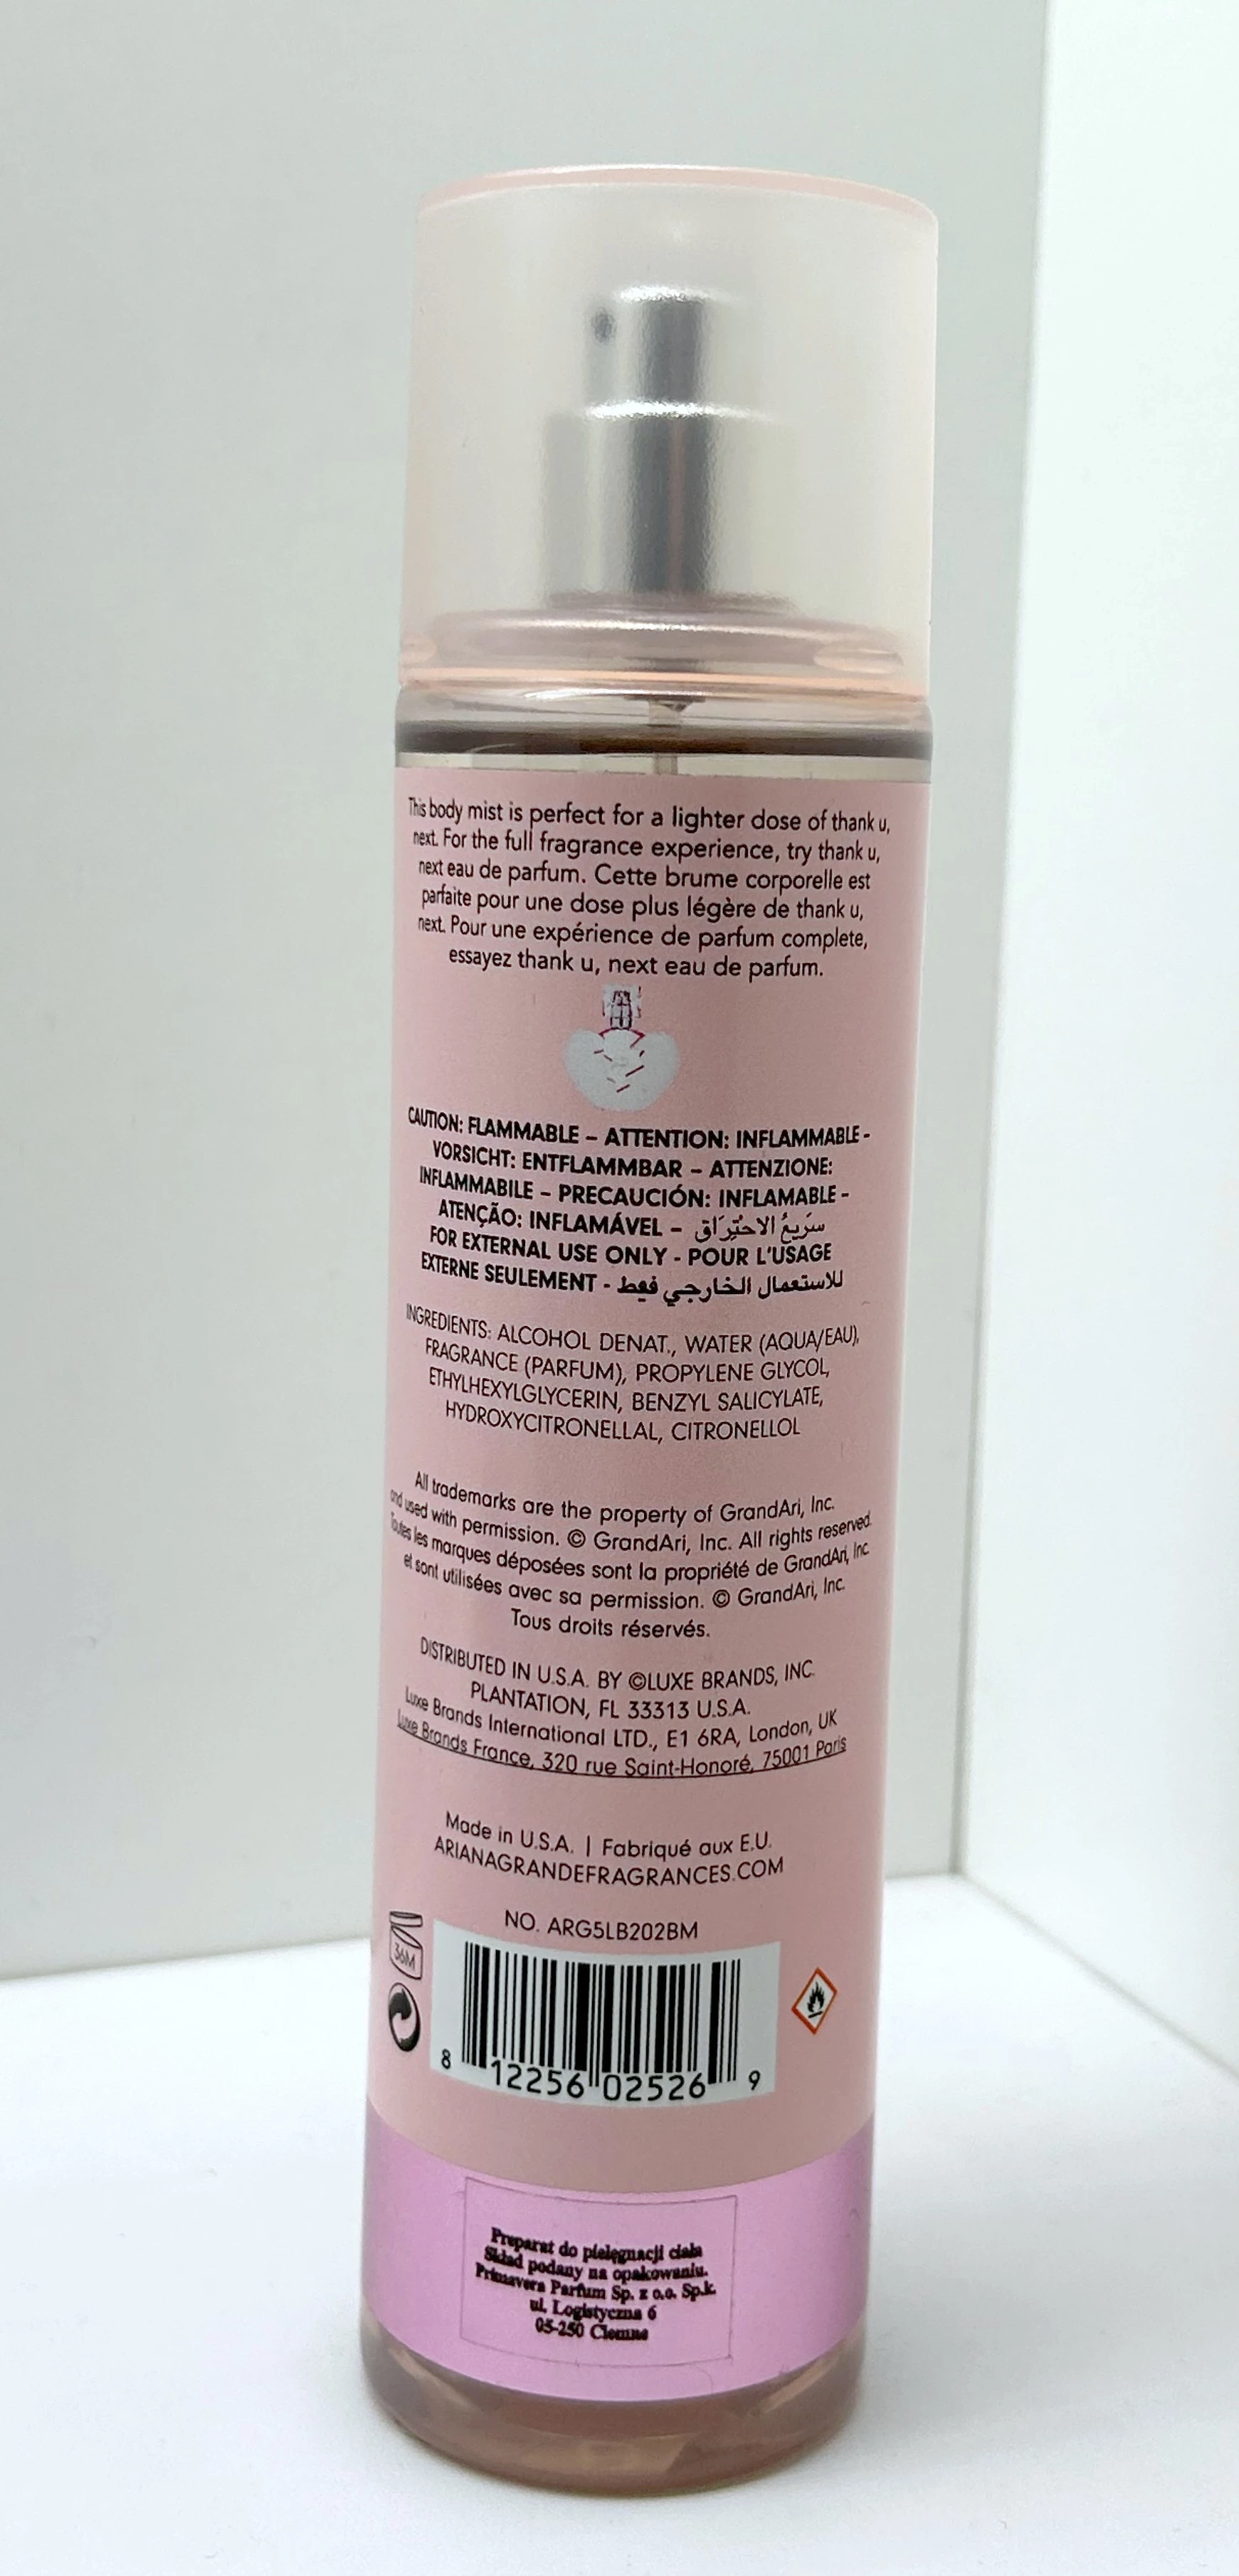 This body mist is perfect for a lighter dose of thank u,
next. For the full fragrance experience, try thank u,
next eau de parfum. Cette brume corporelle est
parfaite pour une dose plus légère de thank u,
next. Pour une expérience de parfum complete,
essayez thank u, next eau de parfum.
CAUTION: FLAMMABLE – ATTENTION: INFLAMMABLE -
VORSICHT: ENTFLAMMBAR – ATTENZIONE:
INFLAMMABILE – PRECAUCIÓN: INFLAMABLE -
ATENÇÃO: INFLAMÁVEL – سَريعُ الاحْتِرَاق
FOR EXTERNAL USE ONLY - POUR L'USAGE
EXTERNE SEULEMENT - للاستعمال الخارجي فقط
INGREDIENTS: ALCOHOL DENAT., WATER (AQUA/EAU),
FRAGRANCE (PARFUM), PROPYLENE GLYCOL,
ETHYLHEXYLGLYCERIN, BENZYL SALICYLATE,
HYDROXYCITRONELLAL, CITRONELLOL
All trademarks are the property of GrandAri, Inc.
and used with permission. © GrandAri, Inc. All rights reserved.
Toutes les marques déposées sont la propriété de GrandAri, Inc.
et sont utilisées avec sa permission. © GrandAri, Inc.
Tous droits réservés.
DISTRIBUTED IN U.S.A. BY ©LUXE BRANDS, INC.
PLANTATION, FL 33313 U.S.A.
Luxe Brands International LTD., E1 6RA, London, UK
Luxe Brands France, 320 rue Saint-Honoré, 75001 Paris
Made in U.S.A. | Fabriqué aux E.U.
ARIANAGRANDEFRAGRANCES.COM
NO. ARG5LB202BM
36M
8 12256 02526 9
Preparat do pielęgnacji ciała
Skład podany na opakowaniu.
Primavera Parfum Sp. z o.o. Sp.k.
ul. Logistyczna 6
05-250 Ciemne